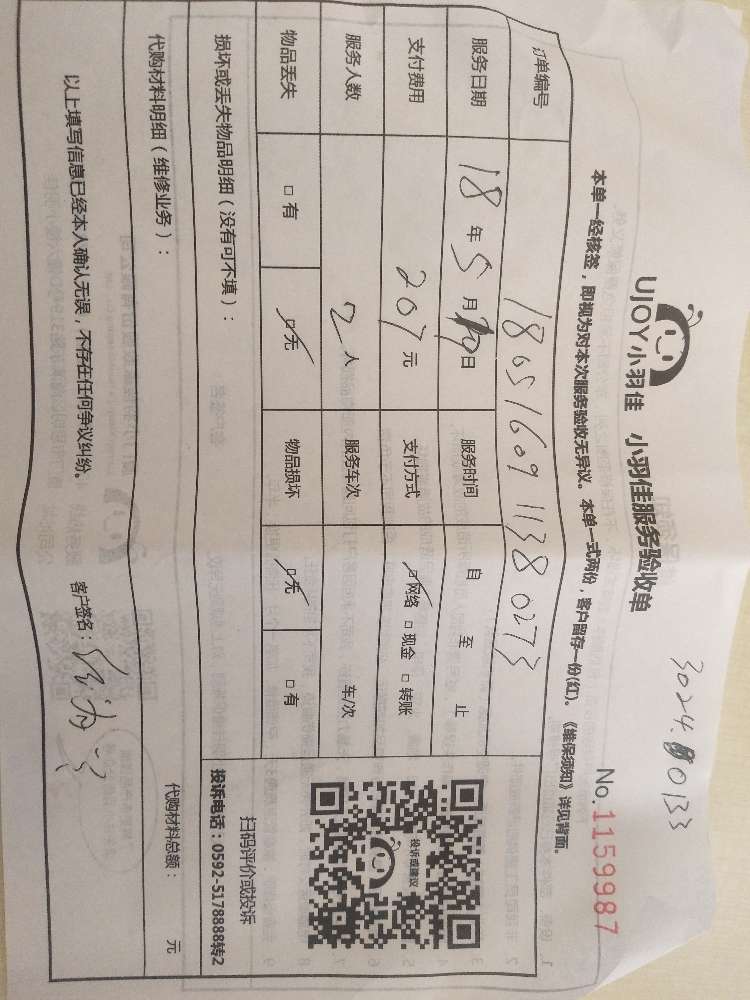 3024.80133
UJOY小羽佳 小羽佳服务验收单 No.1159987
本单一经核签，即视为对本次服务验收无异议。本单一式两份，客户留存一份(红)。《维保须知》详见背面。
订单编号 18051609 1138 0273
服务日期 18年5月 日 服务时间 自 至 止
支付费用 207元 支付方式 □网络 □现金 □转账
服务人数 2人 服务车次 车/次
物品丢失 □有 □无 物品损坏 □无 □有
投诉或建议
扫码评价或投诉
投诉电话：0592-5178888转2
损坏或丢失物品明细（没有可不填）：
代购材料明细（维修业务）： 代购材料总额： 元
以上填写信息已经本人确认无误，不存在任何争议纠纷。 客户签名：